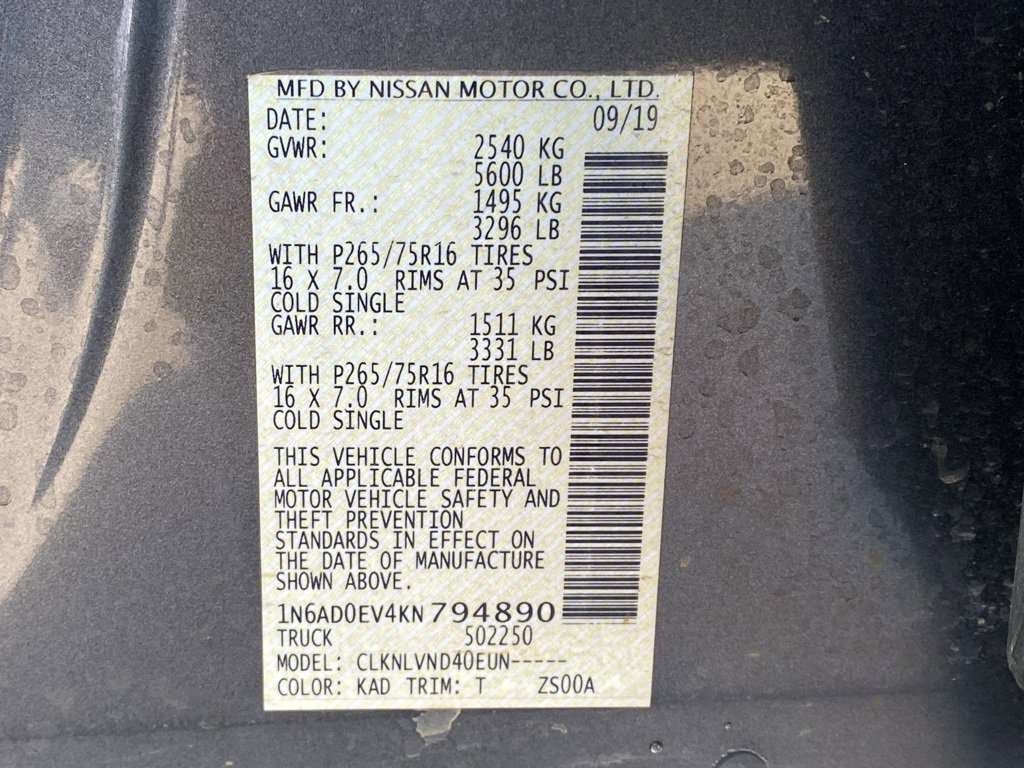 MFD BY NISSAN MOTOR CO., LTD.
DATE: 09/19
GVWR: 2540 KG
5600 LB
GAWR FR.: 1495 KG
3296 LB
WITH P265/75R16 TIRES
16 X 7.0 RIMS AT 35 PSI
COLD SINGLE
GAWR RR.: 1511 KG
3331 LB
WITH P265/75R16 TIRES
16 X 7.0 RIMS AT 35 PSI
COLD SINGLE
THIS VEHICLE CONFORMS TO
ALL APPLICABLE FEDERAL
MOTOR VEHICLE SAFETY AND
THEFT PREVENTION
STANDARDS IN EFFECT ON
THE DATE OF MANUFACTURE
SHOWN ABOVE.
1N6AD0EV4KN794890
TRUCK 502250
MODEL: CLKNLVND40EUN-----
COLOR: KAD TRIM: T ZS00A